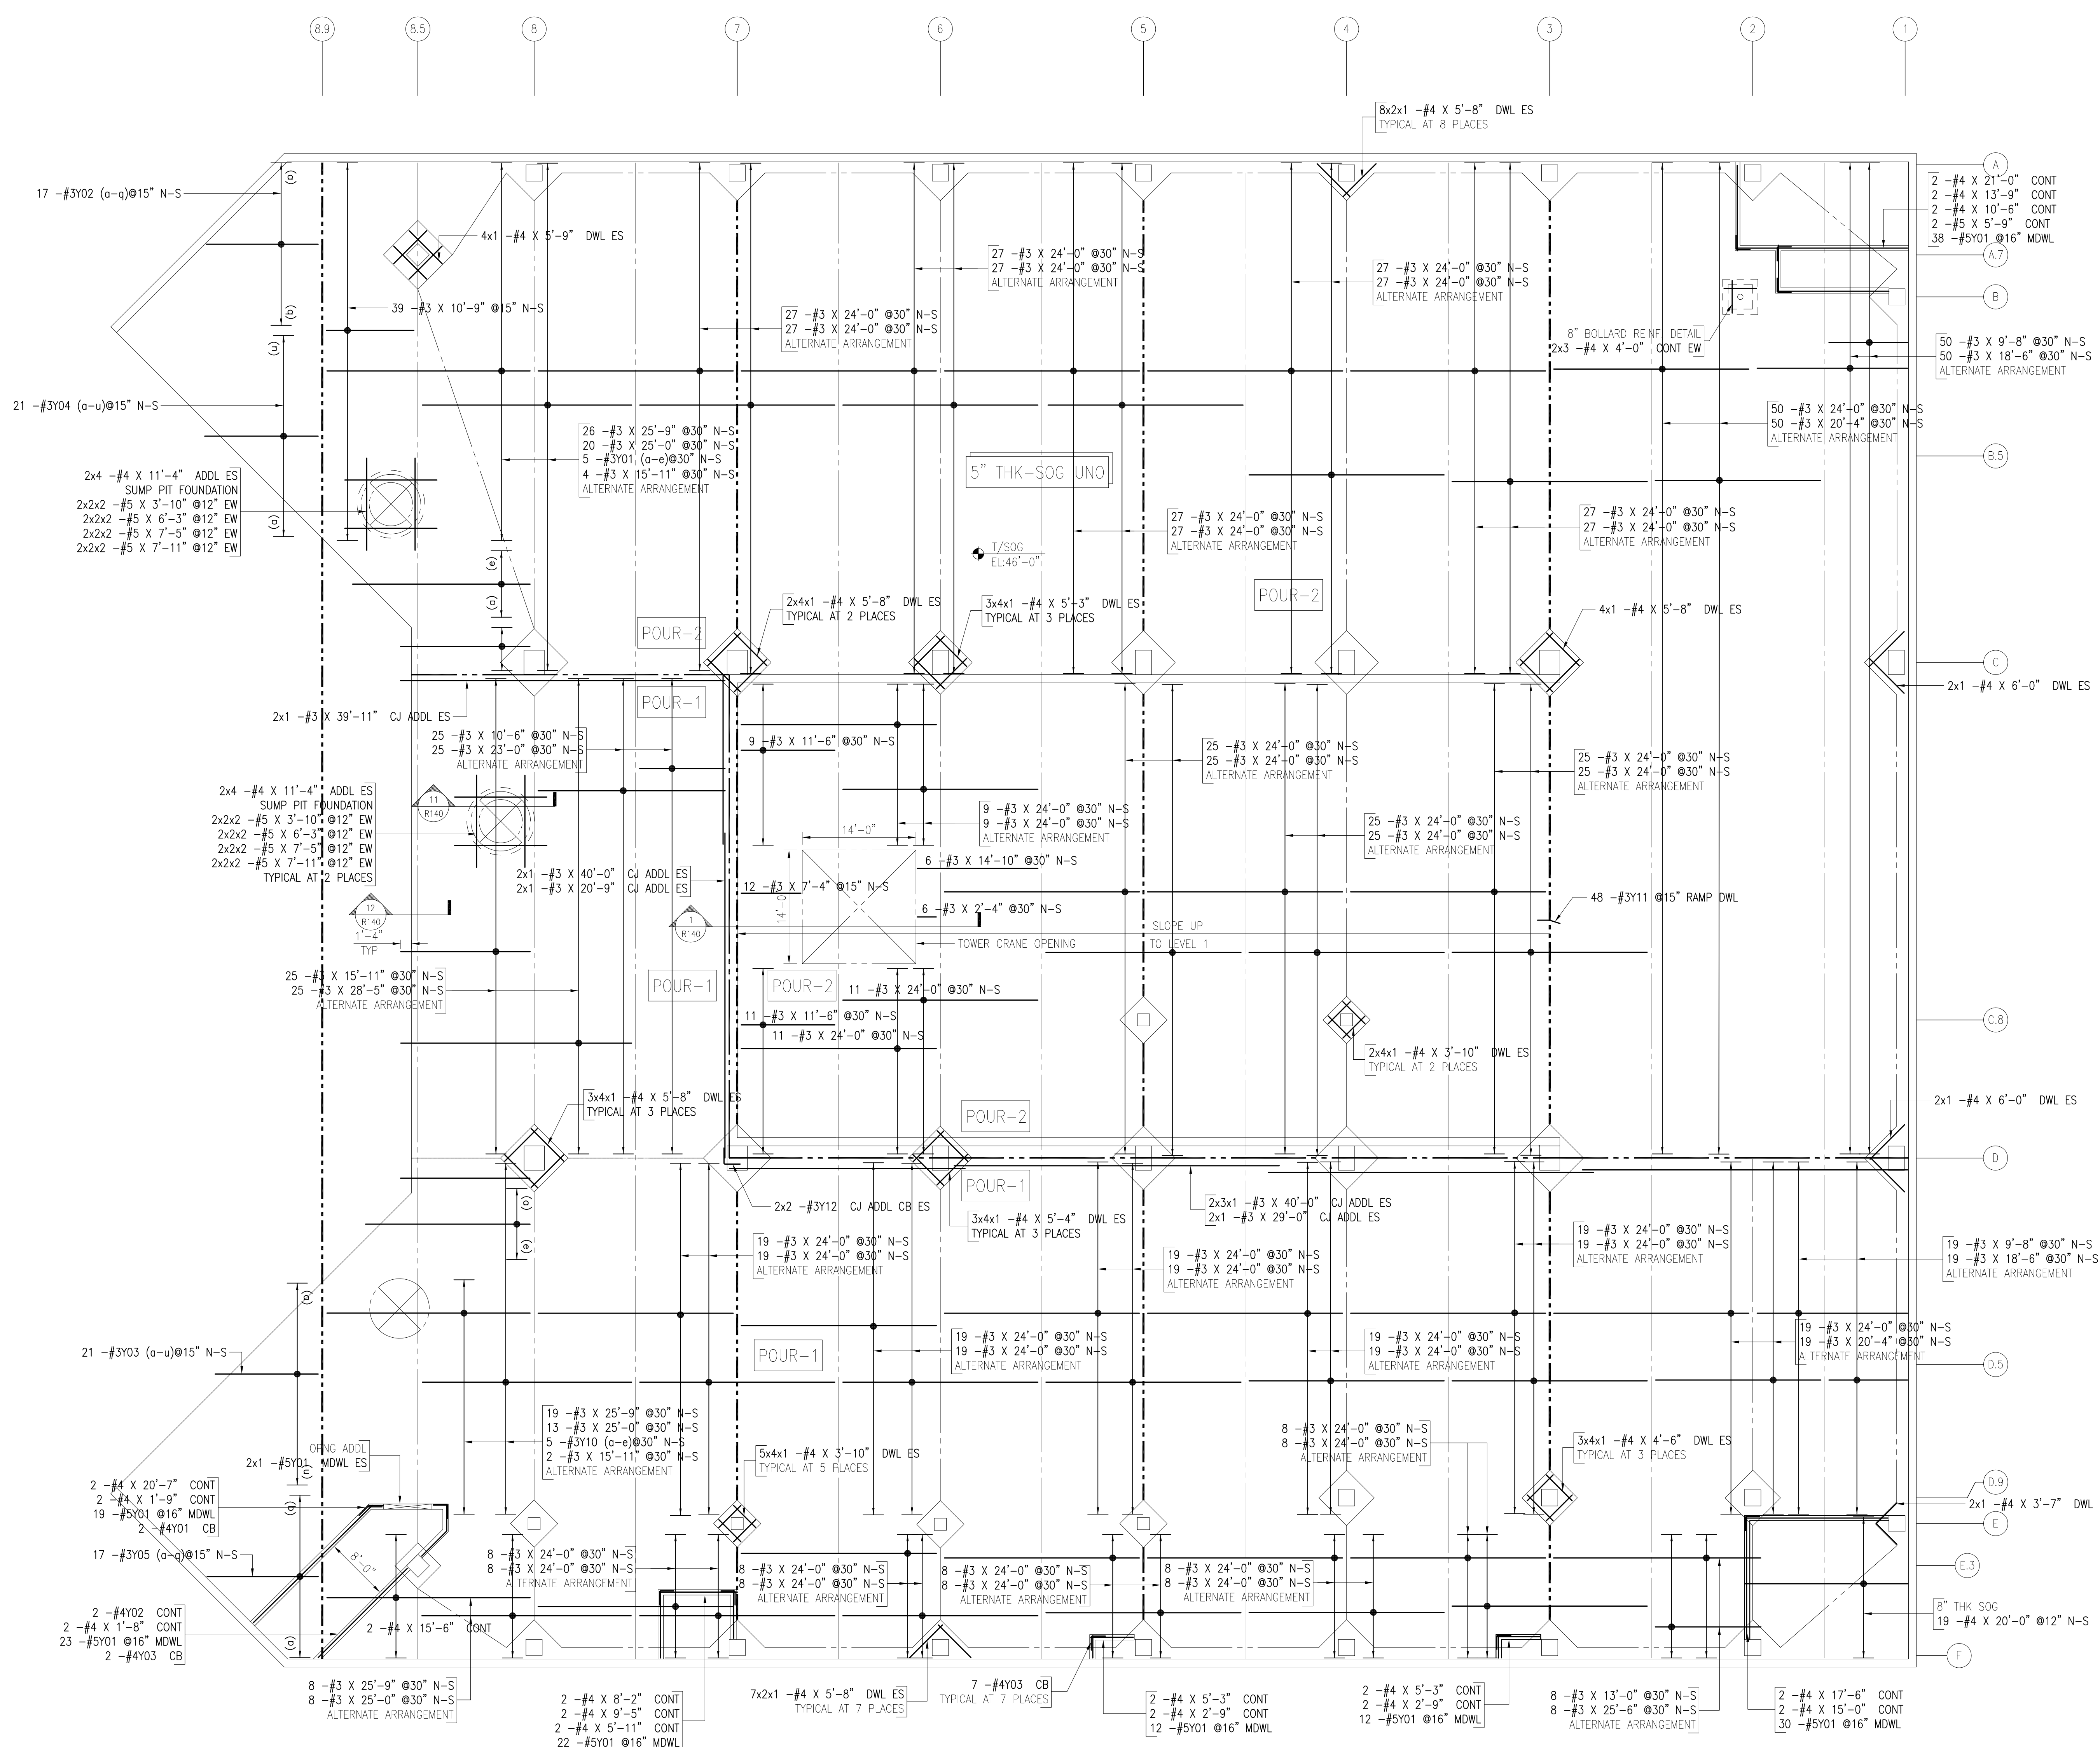 8.9
8.5
8
7
6
5
4
3
2
1
8x2x1 -#4 X 5'-8" DWL ES
TYPICAL AT 8 PLACES
A
2 -#4 X 21'-0" CONT
2 -#4 X 13'-9" CONT
2 -#4 X 10'-6" CONT
2 -#5 X 5'-9" CONT
38 -#5Y01 @16" MDWL
A.7
B
(a)
17 -#3Y02 (a-q)@15" N-S
4x1 -#4 X 5'-9" DWL ES
27 -#3 X 24'-0" @30" N-S
27 -#3 X 24'-0" @30" N-S
ALTERNATE ARRANGEMENT
27 -#3 X 24'-0" @30" N-S
27 -#3 X 24'-0" @30" N-S
ALTERNATE ARRANGEMENT
(q)
39 -#3 X 10'-9" @15" N-S
27 -#3 X 24'-0" @30" N-S
27 -#3 X 24'-0" @30" N-S
ALTERNATE ARRANGEMENT
8" BOLLARD REINF. DETAIL
2x3 -#4 X 4'-0" CONT EW
50 -#3 X 9'-8" @30" N-S
50 -#3 X 18'-6" @30" N-S
ALTERNATE ARRANGEMENT
(u)
21 -#3Y04 (a-u)@15" N-S
50 -#3 X 24'-0" @30" N-S
50 -#3 X 20'-4" @30" N-S
ALTERNATE ARRANGEMENT
26 -#3 X 25'-9" @30" N-S
20 -#3 X 25'-0" @30" N-S
5 -#3Y01 (a-e)@30" N-S
4 -#3 X 15'-11" @30" N-S
ALTERNATE ARRANGEMENT
B.5
5" THK-SOG UNO
2x4 -#4 X 11'-4" ADDL ES
SUMP PIT FOUNDATION
2x2x2 -#5 X 3'-10" @12" EW
2x2x2 -#5 X 6'-3" @12" EW
2x2x2 -#5 X 7'-5" @12" EW
2x2x2 -#5 X 7'-11" @12" EW
(a)
27 -#3 X 24'-0" @30" N-S
27 -#3 X 24'-0" @30" N-S
ALTERNATE ARRANGEMENT
27 -#3 X 24'-0" @30" N-S
27 -#3 X 24'-0" @30" N-S
ALTERNATE ARRANGEMENT
T/SOG
EL:46'-0"
(e)
(a)
POUR-2
2x4x1 -#4 X 5'-8" DWL ES
TYPICAL AT 2 PLACES
3x4x1 -#4 X 5'-3" DWL ES
TYPICAL AT 3 PLACES
4x1 -#4 X 5'-8" DWL ES
POUR-2
C
2x1 -#4 X 6'-0" DWL ES
POUR-1
2x1 -#3 X 39'-11" CJ ADDL ES
25 -#3 X 10'-6" @30" N-S
25 -#3 X 23'-0" @30" N-S
ALTERNATE ARRANGEMENT
9 -#3 X 11'-6" @30" N-S
25 -#3 X 24'-0" @30" N-S
25 -#3 X 24'-0" @30" N-S
ALTERNATE ARRANGEMENT
25 -#3 X 24'-0" @30" N-S
25 -#3 X 24'-0" @30" N-S
ALTERNATE ARRANGEMENT
2x4 -#4 X 11'-4" ADDL ES
SUMP PIT FOUNDATION
2x2x2 -#5 X 3'-10" @12" EW
2x2x2 -#5 X 6'-3" @12" EW
2x2x2 -#5 X 7'-5" @12" EW
2x2x2 -#5 X 7'-11" @12" EW
TYPICAL AT 2 PLACES
11
R140
9 -#3 X 24'-0" @30" N-S
9 -#3 X 24'-0" @30" N-S
ALTERNATE ARRANGEMENT
14'-0"
25 -#3 X 24'-0" @30" N-S
25 -#3 X 24'-0" @30" N-S
ALTERNATE ARRANGEMENT
6 -#3 X 14'-10" @30" N-S
2x1 -#3 X 40'-0" CJ ADDL ES
2x1 -#3 X 20'-9" CJ ADDL ES
12 -#3 X 7'-4" @15" N-S
14'-0"
6 -#3 X 2'-4" @30" N-S
48 -#3Y11 @15" RAMP DWL
12
R140
1
R140
1'-4"
TYP
SLOPE UP
TO LEVEL 1
TOWER CRANE OPENING
25 -#3 X 15'-11" @30" N-S
25 -#3 X 28'-5" @30" N-S
ALTERNATE ARRANGEMENT
POUR-1
POUR-2
11 -#3 X 24'-0" @30" N-S
11 -#3 X 11'-6" @30" N-S
11 -#3 X 24'-0" @30" N-S
C.8
2x4x1 -#4 X 3'-10" DWL ES
TYPICAL AT 2 PLACES
3x4x1 -#4 X 5'-8" DWL ES
TYPICAL AT 3 PLACES
POUR-2
2x1 -#4 X 6'-0" DWL ES
D
POUR-1
(a)
2x2 -#3Y12 CJ ADDL CB ES
3x4x1 -#4 X 5'-4" DWL ES
TYPICAL AT 3 PLACES
2x3x1 -#3 X 40'-0" CJ ADDL ES
2x1 -#3 X 29'-0" CJ ADDL ES
(e)
19 -#3 X 24'-0" @30" N-S
19 -#3 X 24'-0" @30" N-S
ALTERNATE ARRANGEMENT
19 -#3 X 24'-0" @30" N-S
19 -#3 X 24'-0" @30" N-S
ALTERNATE ARRANGEMENT
19 -#3 X 24'-0" @30" N-S
19 -#3 X 24'-0" @30" N-S
ALTERNATE ARRANGEMENT
19 -#3 X 9'-8" @30" N-S
19 -#3 X 18'-6" @30" N-S
ALTERNATE ARRANGEMENT
(a)
21 -#3Y03 (a-u)@15" N-S
POUR-1
19 -#3 X 24'-0" @30" N-S
19 -#3 X 24'-0" @30" N-S
ALTERNATE ARRANGEMENT
19 -#3 X 24'-0" @30" N-S
19 -#3 X 24'-0" @30" N-S
ALTERNATE ARRANGEMENT
19 -#3 X 24'-0" @30" N-S
19 -#3 X 20'-4" @30" N-S
ALTERNATE ARRANGEMENT
D.5
OPNG ADDL
2x1 -#5Y01 MDWL ES
19 -#3 X 25'-9" @30" N-S
13 -#3 X 25'-0" @30" N-S
5 -#3Y10 (a-e)@30" N-S
2 -#3 X 15'-11" @30" N-S
ALTERNATE ARRANGEMENT
5x4x1 -#4 X 3'-10" DWL ES
TYPICAL AT 5 PLACES
8 -#3 X 24'-0" @30" N-S
8 -#3 X 24'-0" @30" N-S
ALTERNATE ARRANGEMENT
3x4x1 -#4 X 4'-6" DWL ES
TYPICAL AT 3 PLACES
D.9
2x1 -#4 X 3'-7" DWL
E
(u)
2 -#4 X 20'-7" CONT
2 -#4 X 1'-9" CONT
19 -#5Y01 @16" MDWL
2 -#4Y01 CB
(q)
17 -#3Y05 (a-q)@15" N-S
8'-0"
8 -#3 X 24'-0" @30" N-S
8 -#3 X 24'-0" @30" N-S
ALTERNATE ARRANGEMENT
8 -#3 X 24'-0" @30" N-S
8 -#3 X 24'-0" @30" N-S
ALTERNATE ARRANGEMENT
8 -#3 X 24'-0" @30" N-S
8 -#3 X 24'-0" @30" N-S
ALTERNATE ARRANGEMENT
8 -#3 X 24'-0" @30" N-S
8 -#3 X 24'-0" @30" N-S
ALTERNATE ARRANGEMENT
E.3
8" THK SOG
19 -#4 X 20'-0" @12" N-S
2 -#4Y02 CONT
2 -#4 X 1'-8" CONT
23 -#5Y01 @16" MDWL
2 -#4Y03 CB
(a)
2 -#4 X 15'-6" CONT
F
8 -#3 X 25'-9" @30" N-S
8 -#3 X 25'-0" @30" N-S
ALTERNATE ARRANGEMENT
2 -#4 X 8'-2" CONT
2 -#4 X 9'-5" CONT
2 -#4 X 5'-11" CONT
22 -#5Y01 @16" MDWL
7x2x1 -#4 X 5'-8" DWL ES
TYPICAL AT 7 PLACES
7 -#4Y03 CB
TYPICAL AT 7 PLACES
2 -#4 X 5'-3" CONT
2 -#4 X 2'-9" CONT
12 -#5Y01 @16" MDWL
2 -#4 X 5'-3" CONT
2 -#4 X 2'-9" CONT
12 -#5Y01 @16" MDWL
8 -#3 X 13'-0" @30" N-S
8 -#3 X 25'-6" @30" N-S
ALTERNATE ARRANGEMENT
2 -#4 X 17'-6" CONT
2 -#4 X 15'-0" CONT
30 -#5Y01 @16" MDWL